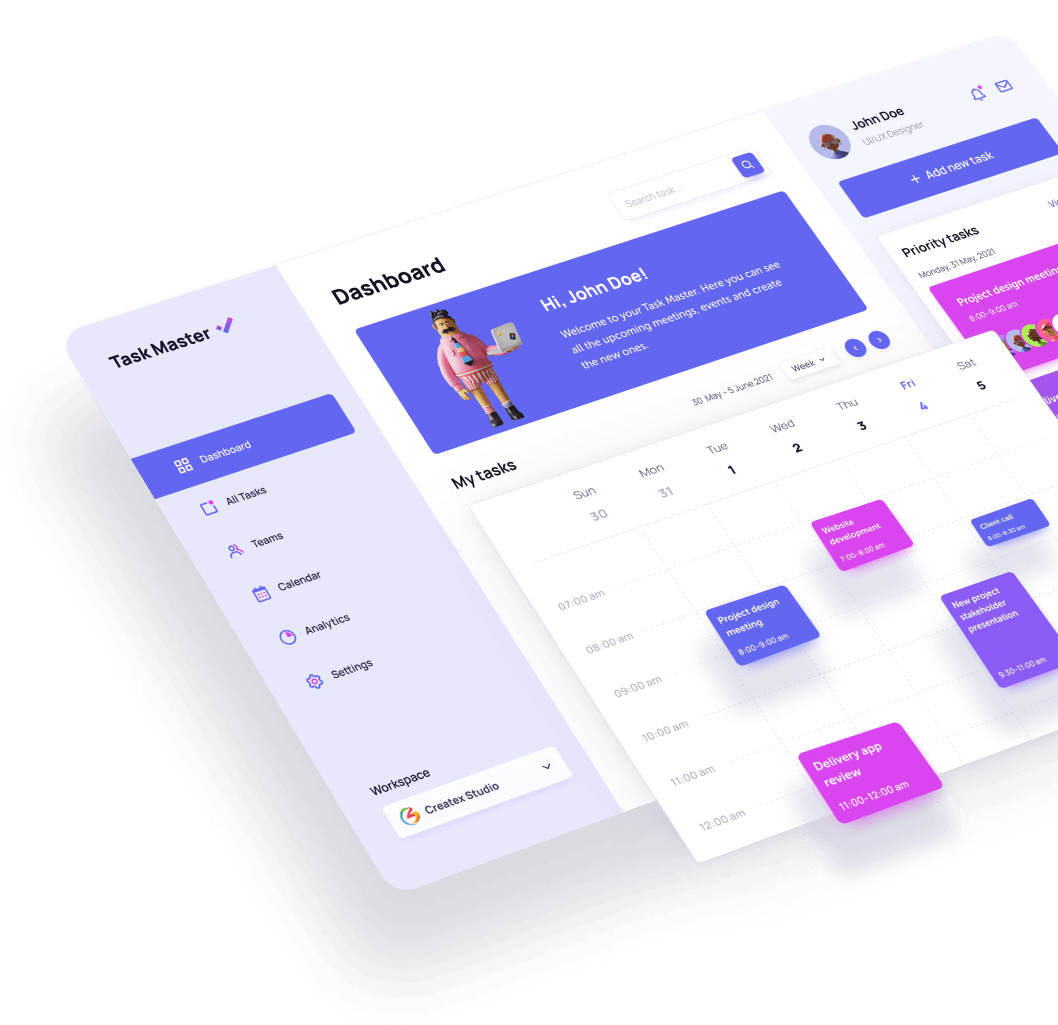 Task Master
Dashboard
All Tasks
Teams
Calendar
Analytics
Settings
Workspace
Createx Studio
Search task...
Dashboard
Hi, John Doe!
Welcome to your Task Master. Here you can see
all the upcoming meetings, events and create
the new ones.
My tasks
30 May - 5 June 2021
Week
Sun
30
Mon
31
Tue
1
Wed
2
Thu
3
Fri
4
Sat
5
07:00 am
08:00 am
09:00 am
10:00 am
11:00 am
12:00 am
Website
development
7:00-8:00 am
Client call
8:00-8:30 am
Project design
meeting
8:00-9:00 am
New project
stakeholder
presentation
9:30-11:00 am
Delivery app
review
11:00-12:00 am
John Doe
UI/UX Designer
+ Add new task
Priority tasks
Monday, 31 May, 2021
Project design meeting
8:00-9:00 am